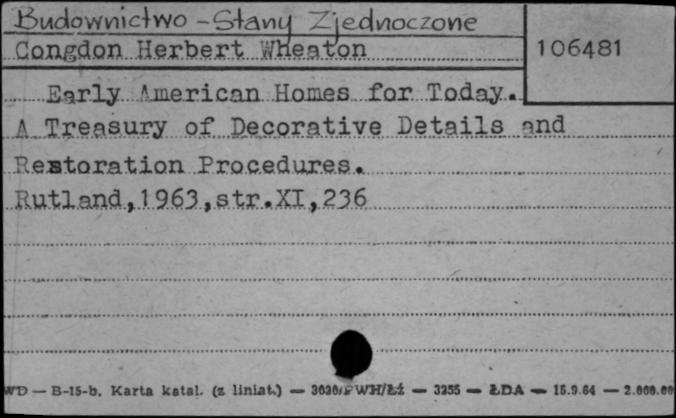 Budownictwo - Stany Zjednoczone
Congdon Herbert Wheaton
106481
Early American Homes for Today.
A Treasury of Decorative Details and
Restoration Procedures.
Rutland,1963,str.XI,236
WD — B-15-b. Karta katal. (z liniat.) — 3030/PWH/Łź — 3255 — ŁDA — 15.9.64 — 2.000.00